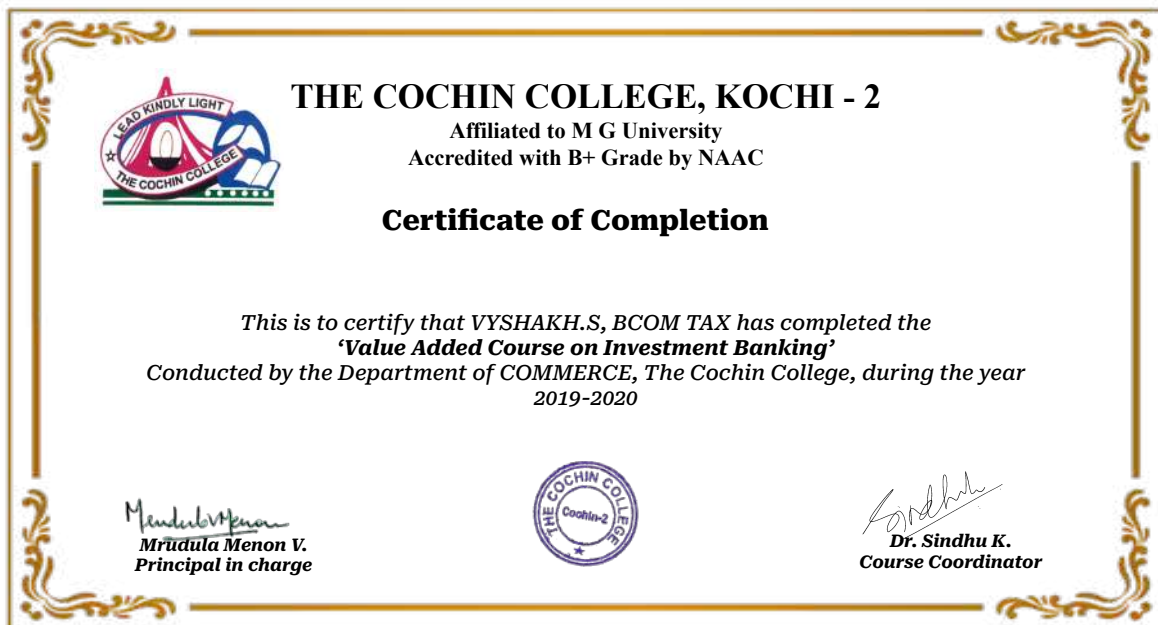 THE COCHIN COLLEGE, KOCHI - 2
Affiliated to M G University
Accredited with B+ Grade by NAAC
LEAD KINDLY LIGHT
THE COCHIN COLLEGE
Certificate of Completion
This is to certify that VYSHAKH.S, BCOM TAX has completed the
‘Value Added Course on Investment Banking’
Conducted by the Department of COMMERCE, The Cochin College, during the year
2019-2020
Mrudula Menon
Mrudula Menon V.
Principal in charge
THE COCHIN COLLEGE
Cochin-2
Sindhu
Dr. Sindhu K.
Course Coordinator